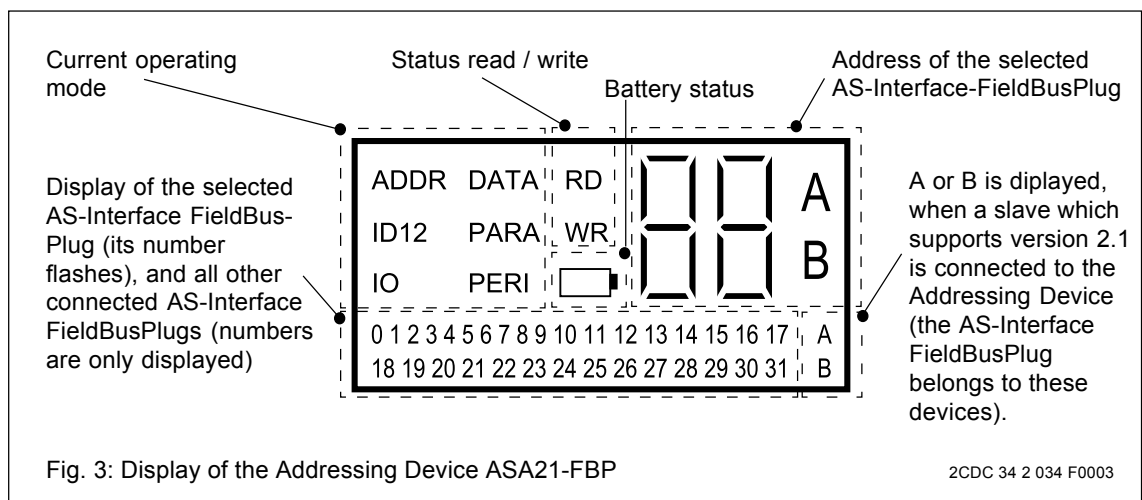 Current operating
mode
Status read / write
Battery status
Address of the selected
AS-Interface-FieldBusPlug
Display of the selected
AS-Interface FieldBus-
Plug (its number
flashes), and all other
connected AS-Interface
FieldBusPlugs (numbers
are only displayed)
ADDR DATA RD
ID12 PARA WR
IO PERI
88 A
B
0 1 2 3 4 5 6 7 8 9 10 11 12 13 14 15 16 17 A
18 19 20 21 22 23 24 25 26 27 28 29 30 31 B
A or B is diplayed,
when a slave which
supports version 2.1
is connected to the
Addressing Device
(the AS-Interface
FieldBusPlug
belongs to these
devices).
Fig. 3: Display of the Addressing Device ASA21-FBP
2CDC 34 2 034 F0003